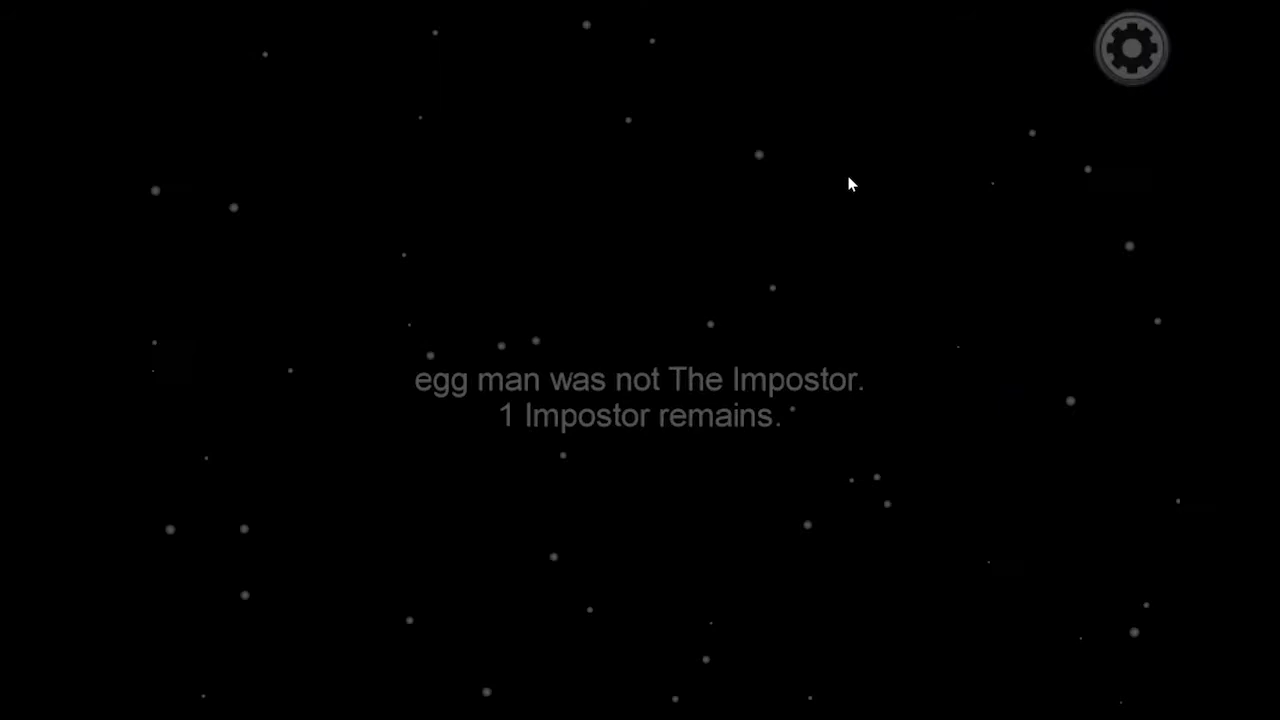 egg man was not The Impostor.
1 Impostor remains.